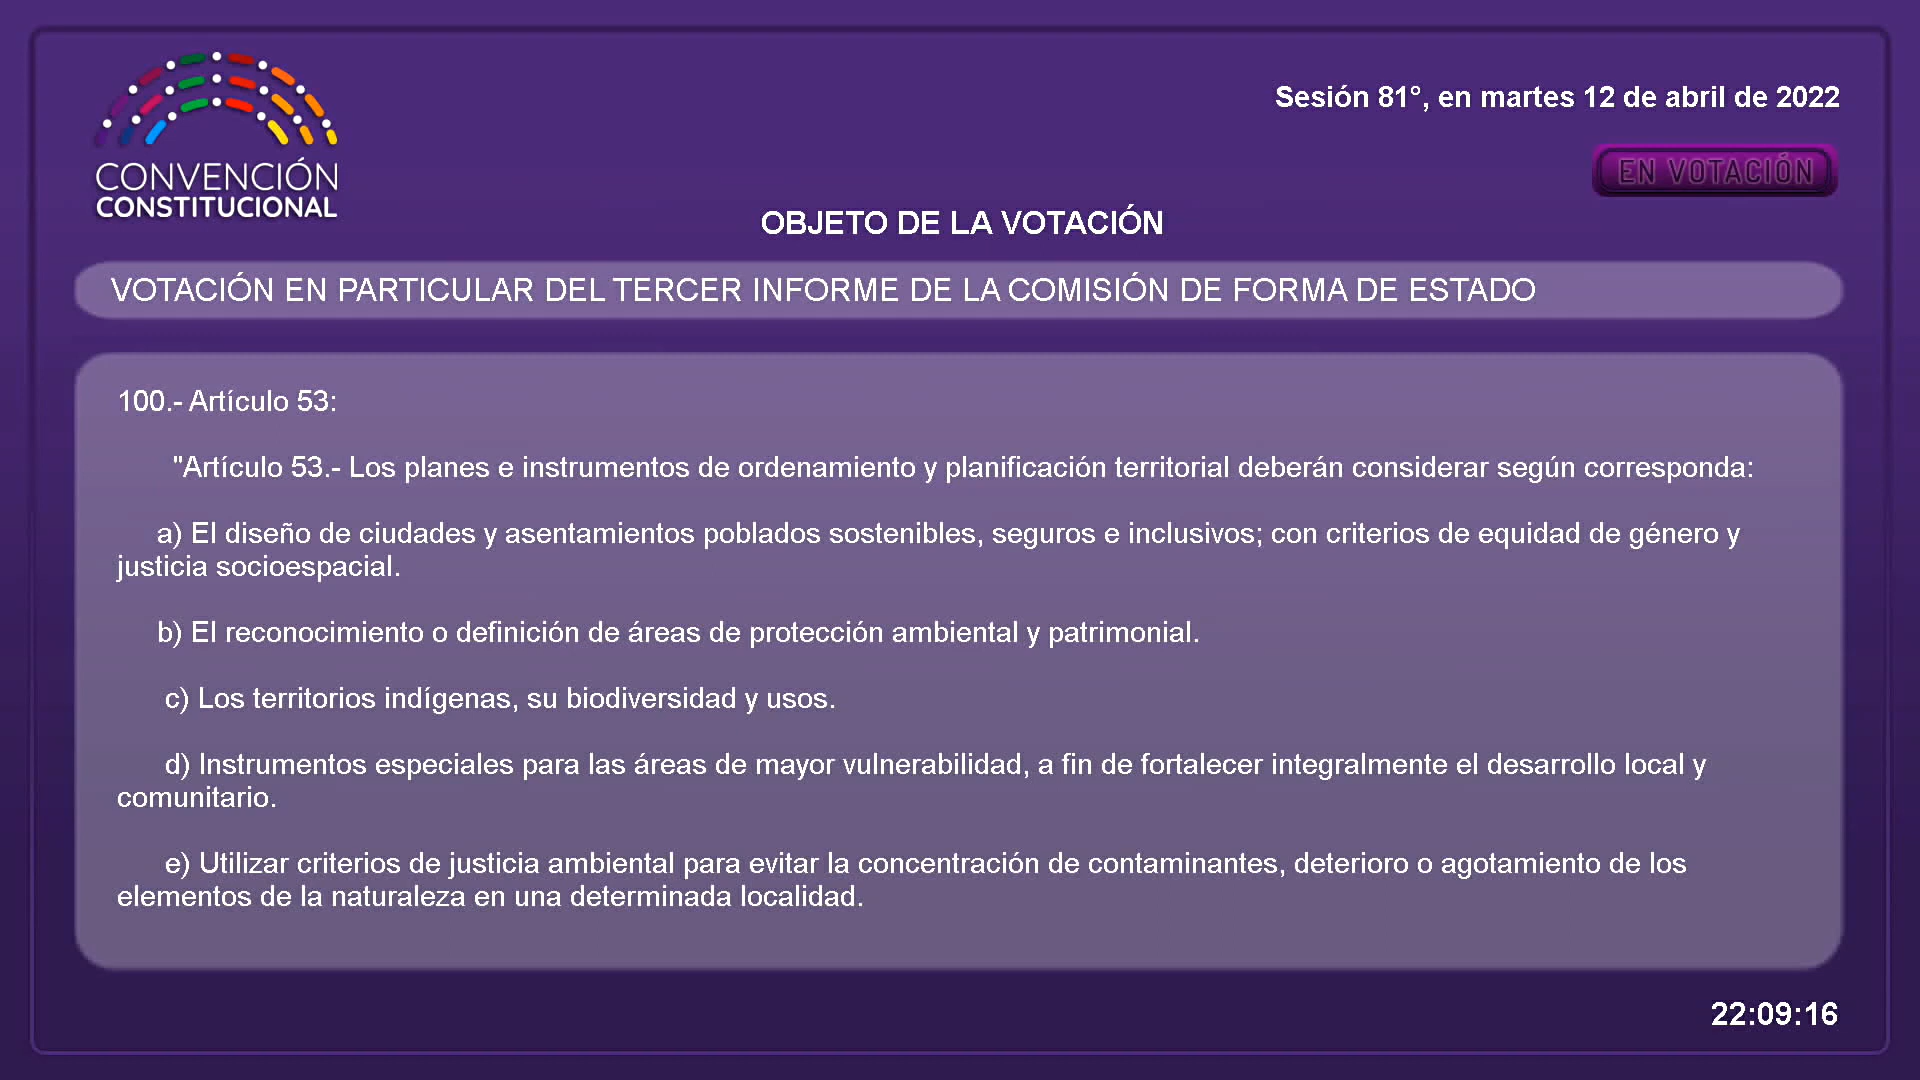 CONVENCIÓN
CONSTITUCIONAL
Sesión 81°, en martes 12 de abril de 2022
EN VOTACIÓN
OBJETO DE LA VOTACIÓN
VOTACIÓN EN PARTICULAR DEL TERCER INFORME DE LA COMISIÓN DE FORMA DE ESTADO
100.- Artículo 53:
"Artículo 53.- Los planes e instrumentos de ordenamiento y planificación territorial deberán considerar según corresponda:
a) El diseño de ciudades y asentamientos poblados sostenibles, seguros e inclusivos; con criterios de equidad de género y
justicia socioespacial.
b) El reconocimiento o definición de áreas de protección ambiental y patrimonial.
c) Los territorios indígenas, su biodiversidad y usos.
d) Instrumentos especiales para las áreas de mayor vulnerabilidad, a fin de fortalecer integralmente el desarrollo local y
comunitario.
e) Utilizar criterios de justicia ambiental para evitar la concentración de contaminantes, deterioro o agotamiento de los
elementos de la naturaleza en una determinada localidad.
22:09:16